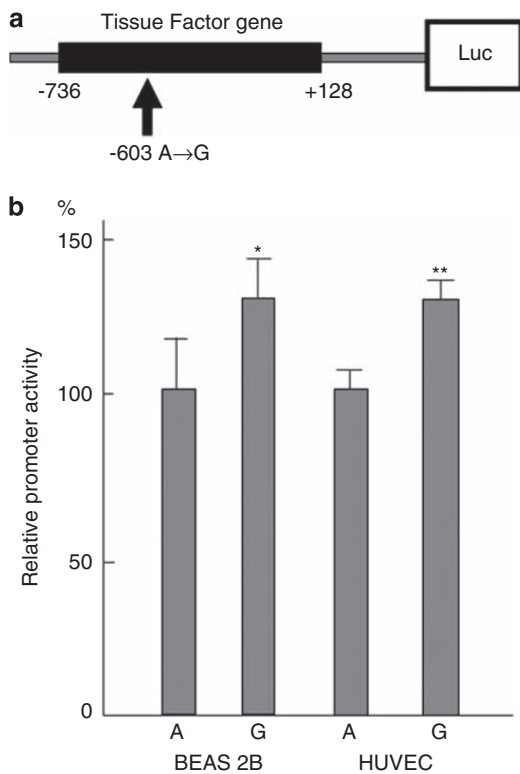 a
Tissue Factor gene
Luc
-736
+128
-603 A→G
b
%
150
100
50
0
Relative promoter activity
*
**
A G A G
BEAS 2B HUVEC